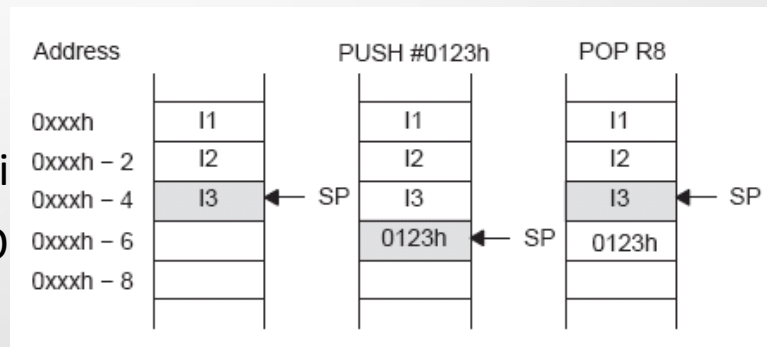 Address PUSH #0123h POP R8
0xxxh I1 I1 I1
i 0xxxh – 2 I2 I2 I2
0xxxh – 4 I3 ← SP I3 I3 ← SP
0xxxh – 6 0123h ← SP 0123h
0xxxh – 8